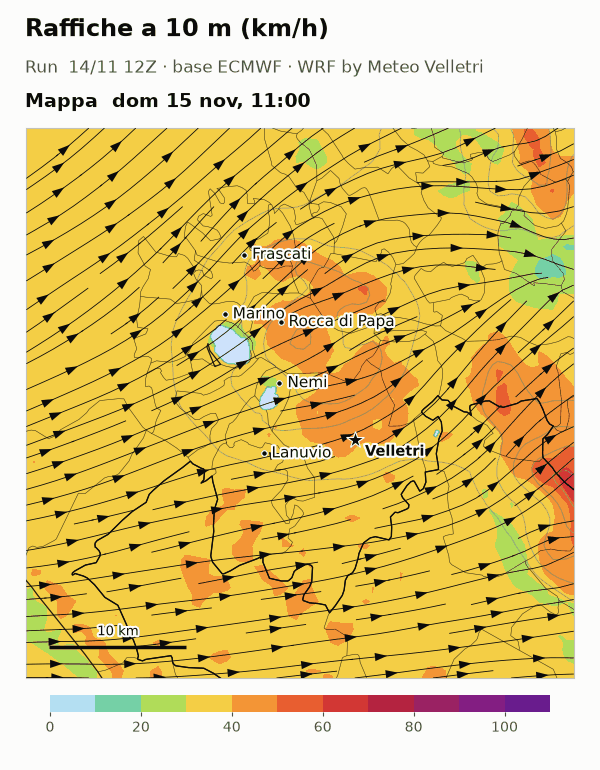 Raffiche a 10 m (km/h)
Run  14/11 12Z · base ECMWF · WRF by Meteo Velletri
Mappa  dom 15 nov, 11:00
Frascati
Marino
Rocca di Papa
Nemi
Velletri
Lanuvio
10 km
0 20 40 60 80 100